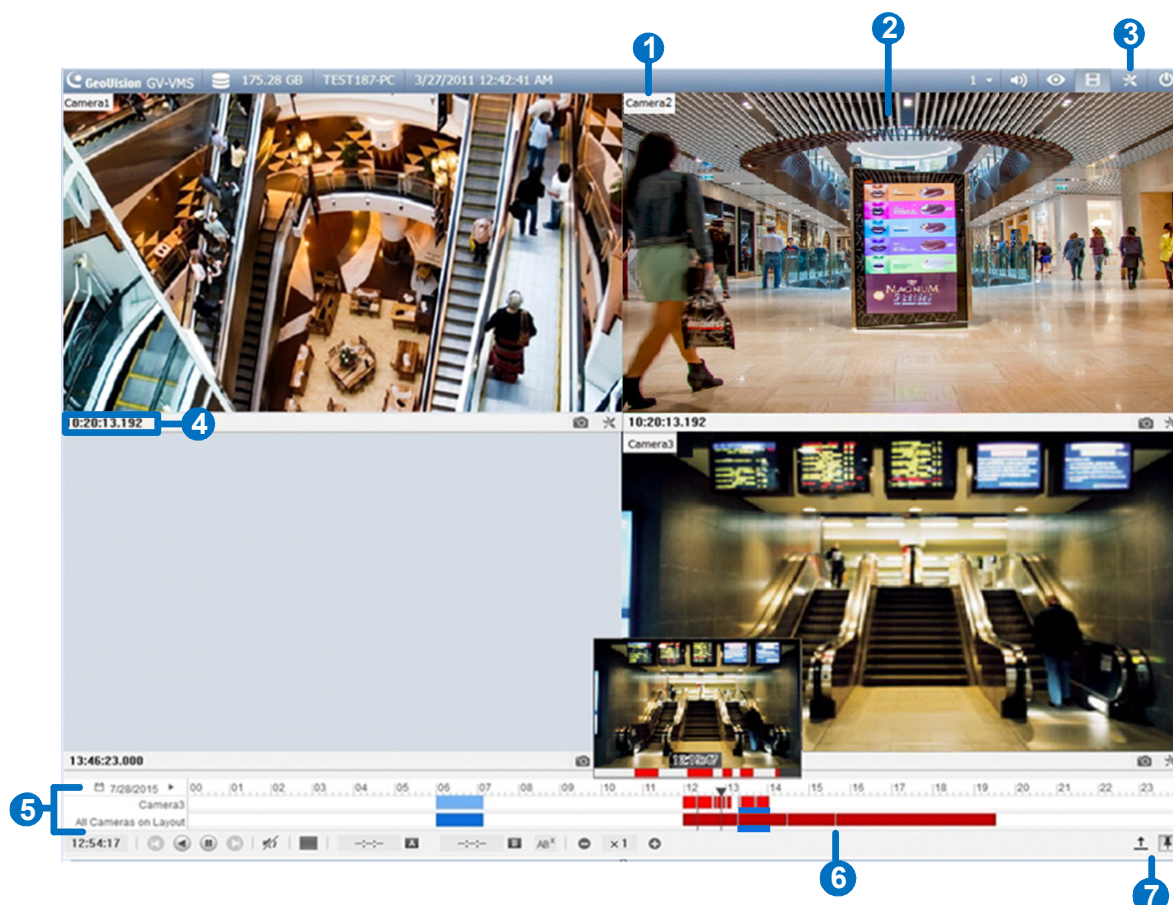 2
1
3
GeoVision GV-VMS 175.28 GB TEST187-PC 3/27/2011 12:42:41 AM 1
Camera1
Camera2
MAGNUM
10:20:13.192
4
10:20:13.192
Camera3
13:46:23.000
5
7/28/2015 00 01 02 03 04 05 06 07 08 09 10 11 12 13 14 15 16 17 18 19 20 21 22 23
Camera3
All Cameras on Layout
12:54:17 --:--:-- A --:--:-- B ABX x 1
6
7